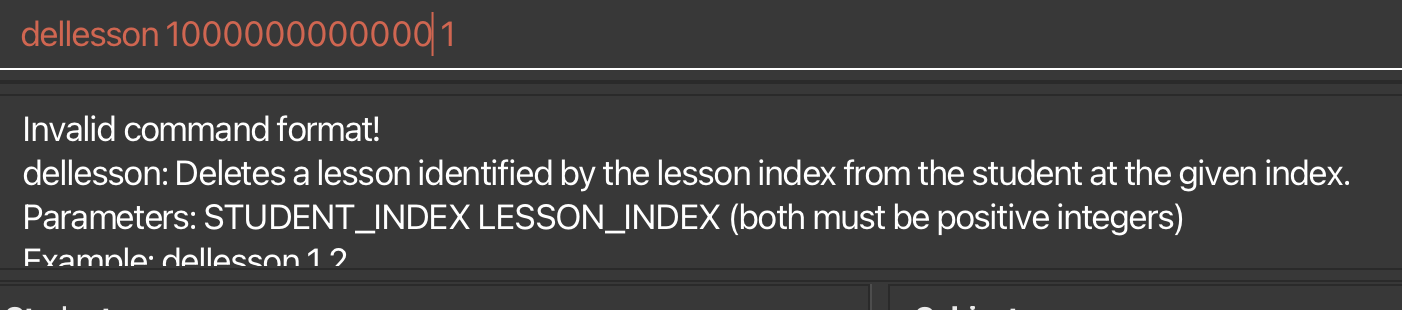 dellesson 1000000000000 1
Invalid command format!
dellesson: Deletes a lesson identified by the lesson index from the student at the given index.
Parameters: STUDENT_INDEX LESSON_INDEX (both must be positive integers)
Example: dellesson 1 2